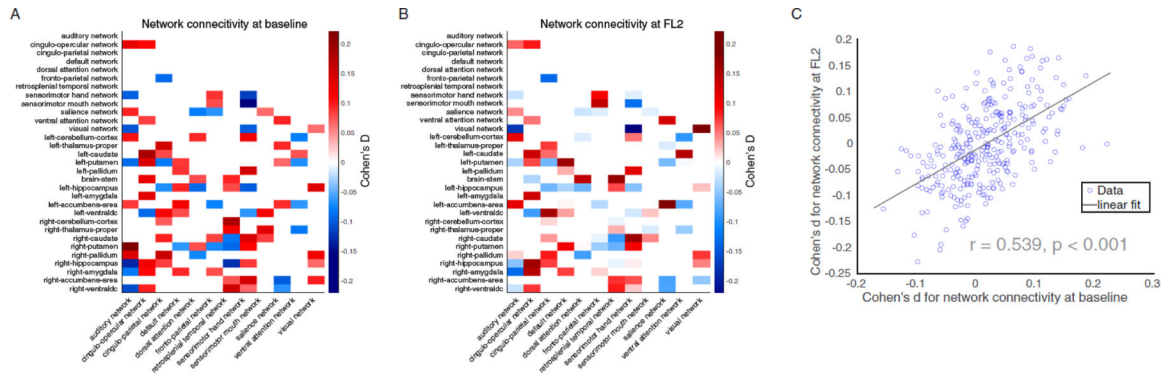 A
Network connecitivity at baseline
auditory network
cingulo-opercular network
cingulo-parietal network
default network
dorsal attention network
fronto-parietal network
retrosplenial temporal network
sensorimotor hand network
sensorimotor mouth network
salience network
ventral attention network
visual network
left-cerebellum-cortex
left-thalamus-proper
left-caudate
left-putamen
left-pallidum
brain-stem
left-hippocampus
left-amygdala
left-accumbens-area
left-ventraldc
right-cerebellum-cortex
right-thalamus-proper
right-caudate
right-putamen
right-pallidum
right-hippocampus
right-amygdala
right-accumbens-area
right-ventraldc
auditory network
cingulo-opercular network
cingulo-parietal network
default network
dorsal attention network
fronto-parietal network
retrosplenial temporal network
sensorimotor hand network
sensorimotor mouth network
salience network
ventral attention network
visual network
0.2
0.15
0.1
0.05
0
-0.05
-0.1
-0.15
-0.2
Cohen's D
B
Network connectivity at FL2
auditory network
cingulo-opercular network
cingulo-parietal network
default network
dorsal attention network
fronto-parietal network
retrosplenial temporal network
sensorimotor hand network
sensorimotor mouth network
salience network
ventral attention network
visual network
left-cerebellum-cortex
left-thalamus-proper
left-caudate
left-putamen
left-pallidum
brain-stem
left-hippocampus
left-amygdala
left-accumbens-area
left-ventraldc
right-cerebellum-cortex
right-thalamus-proper
right-caudate
right-putamen
right-pallidum
right-hippocampus
right-amygdala
right-accumbens-area
right-ventraldc
auditory network
cingulo-opercular network
cingulo-parietal network
default network
dorsal attention network
fronto-parietal network
retrosplenial temporal network
sensorimotor hand network
sensorimotor mouth network
salience network
ventral attention network
visual network
0.2
0.15
0.1
0.05
0
-0.05
-0.1
-0.15
-0.2
Cohen's D
C
Cohen's d for network connectivity at FL2
0.2
0.15
0.1
0.05
0
-0.05
-0.1
-0.15
-0.2
-0.25
Data
linear fit
r = 0.539, p < 0.001
-0.2
-0.1
0
0.1
0.2
0.3
Cohen's d for network connectivity at baseline